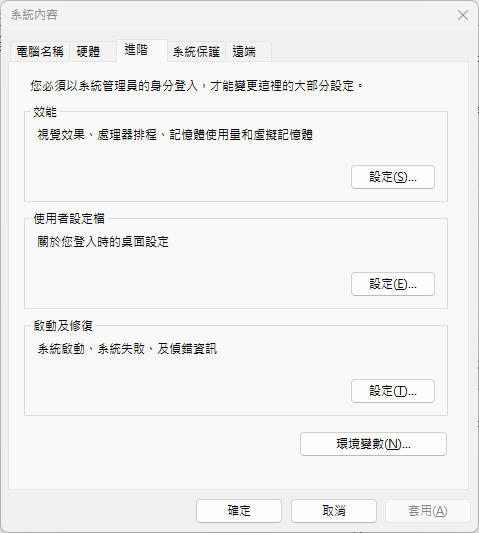 系統內容
電腦名稱 硬體 進階 系統保護 遠端
您必須以系統管理員的身分登入，才能變更這裡的大部分設定。
效能
視覺效果、處理器排程、記憶體使用量和虛擬記憶體
設定(S)...
使用者設定檔
關於您登入時的桌面設定
設定(E)...
啟動及修復
系統啟動、系統失敗、及偵錯資訊
設定(T)...
環境變數(N)...
確定 取消 套用(A)